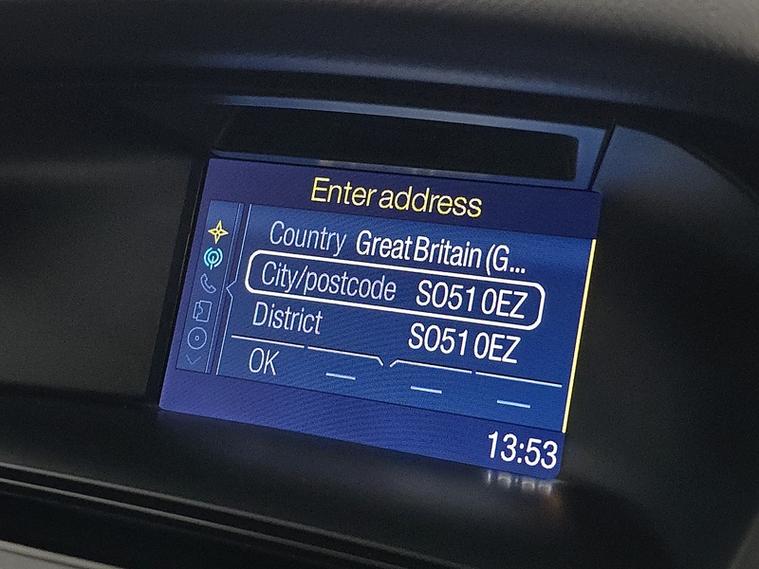 Enter address
Country Great Britain (G...
City/postcode SO51 0EZ
District SO51 0EZ
OK
13:53